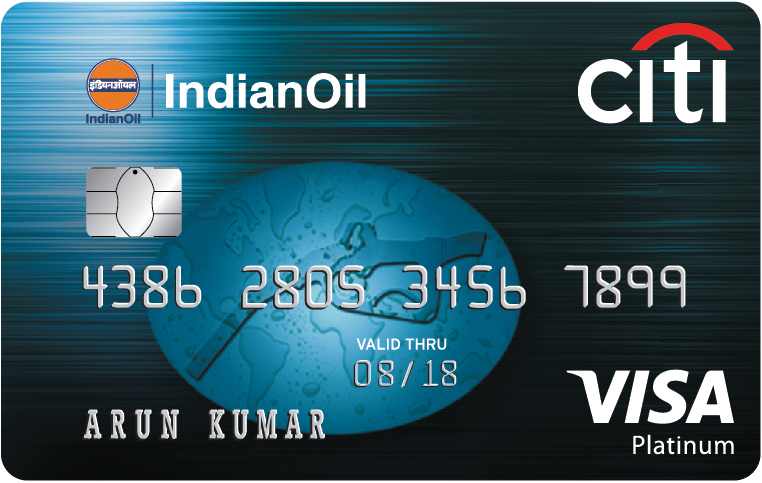 इंडियनऑयल
IndianOil
IndianOil
citi
4386 2805 3456 7899
VALID THRU
08/18
ARUN KUMAR
VISA
Platinum